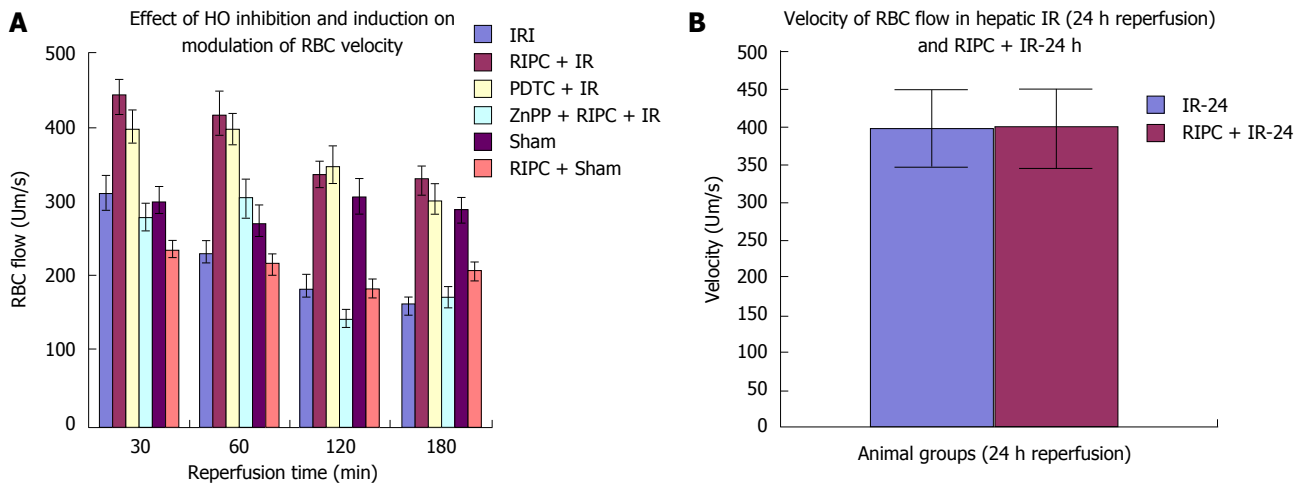 A
Effect of HO inhibition and induction on
modulation of RBC velocity
500
400
300
200
100
0
RBC flow (Um/s)
30 60 120 180
Reperfusion time (min)
IRI
RIPC + IR
PDTC + IR
ZnPP + RIPC + IR
Sham
RIPC + Sham
B
Velocity of RBC flow in hepatic IR (24 h reperfusion)
and RIPC + IR-24 h
500
450
400
350
300
250
200
150
100
50
0
Velocity (Um/s)
Animal groups (24 h reperfusion)
IR-24
RIPC + IR-24